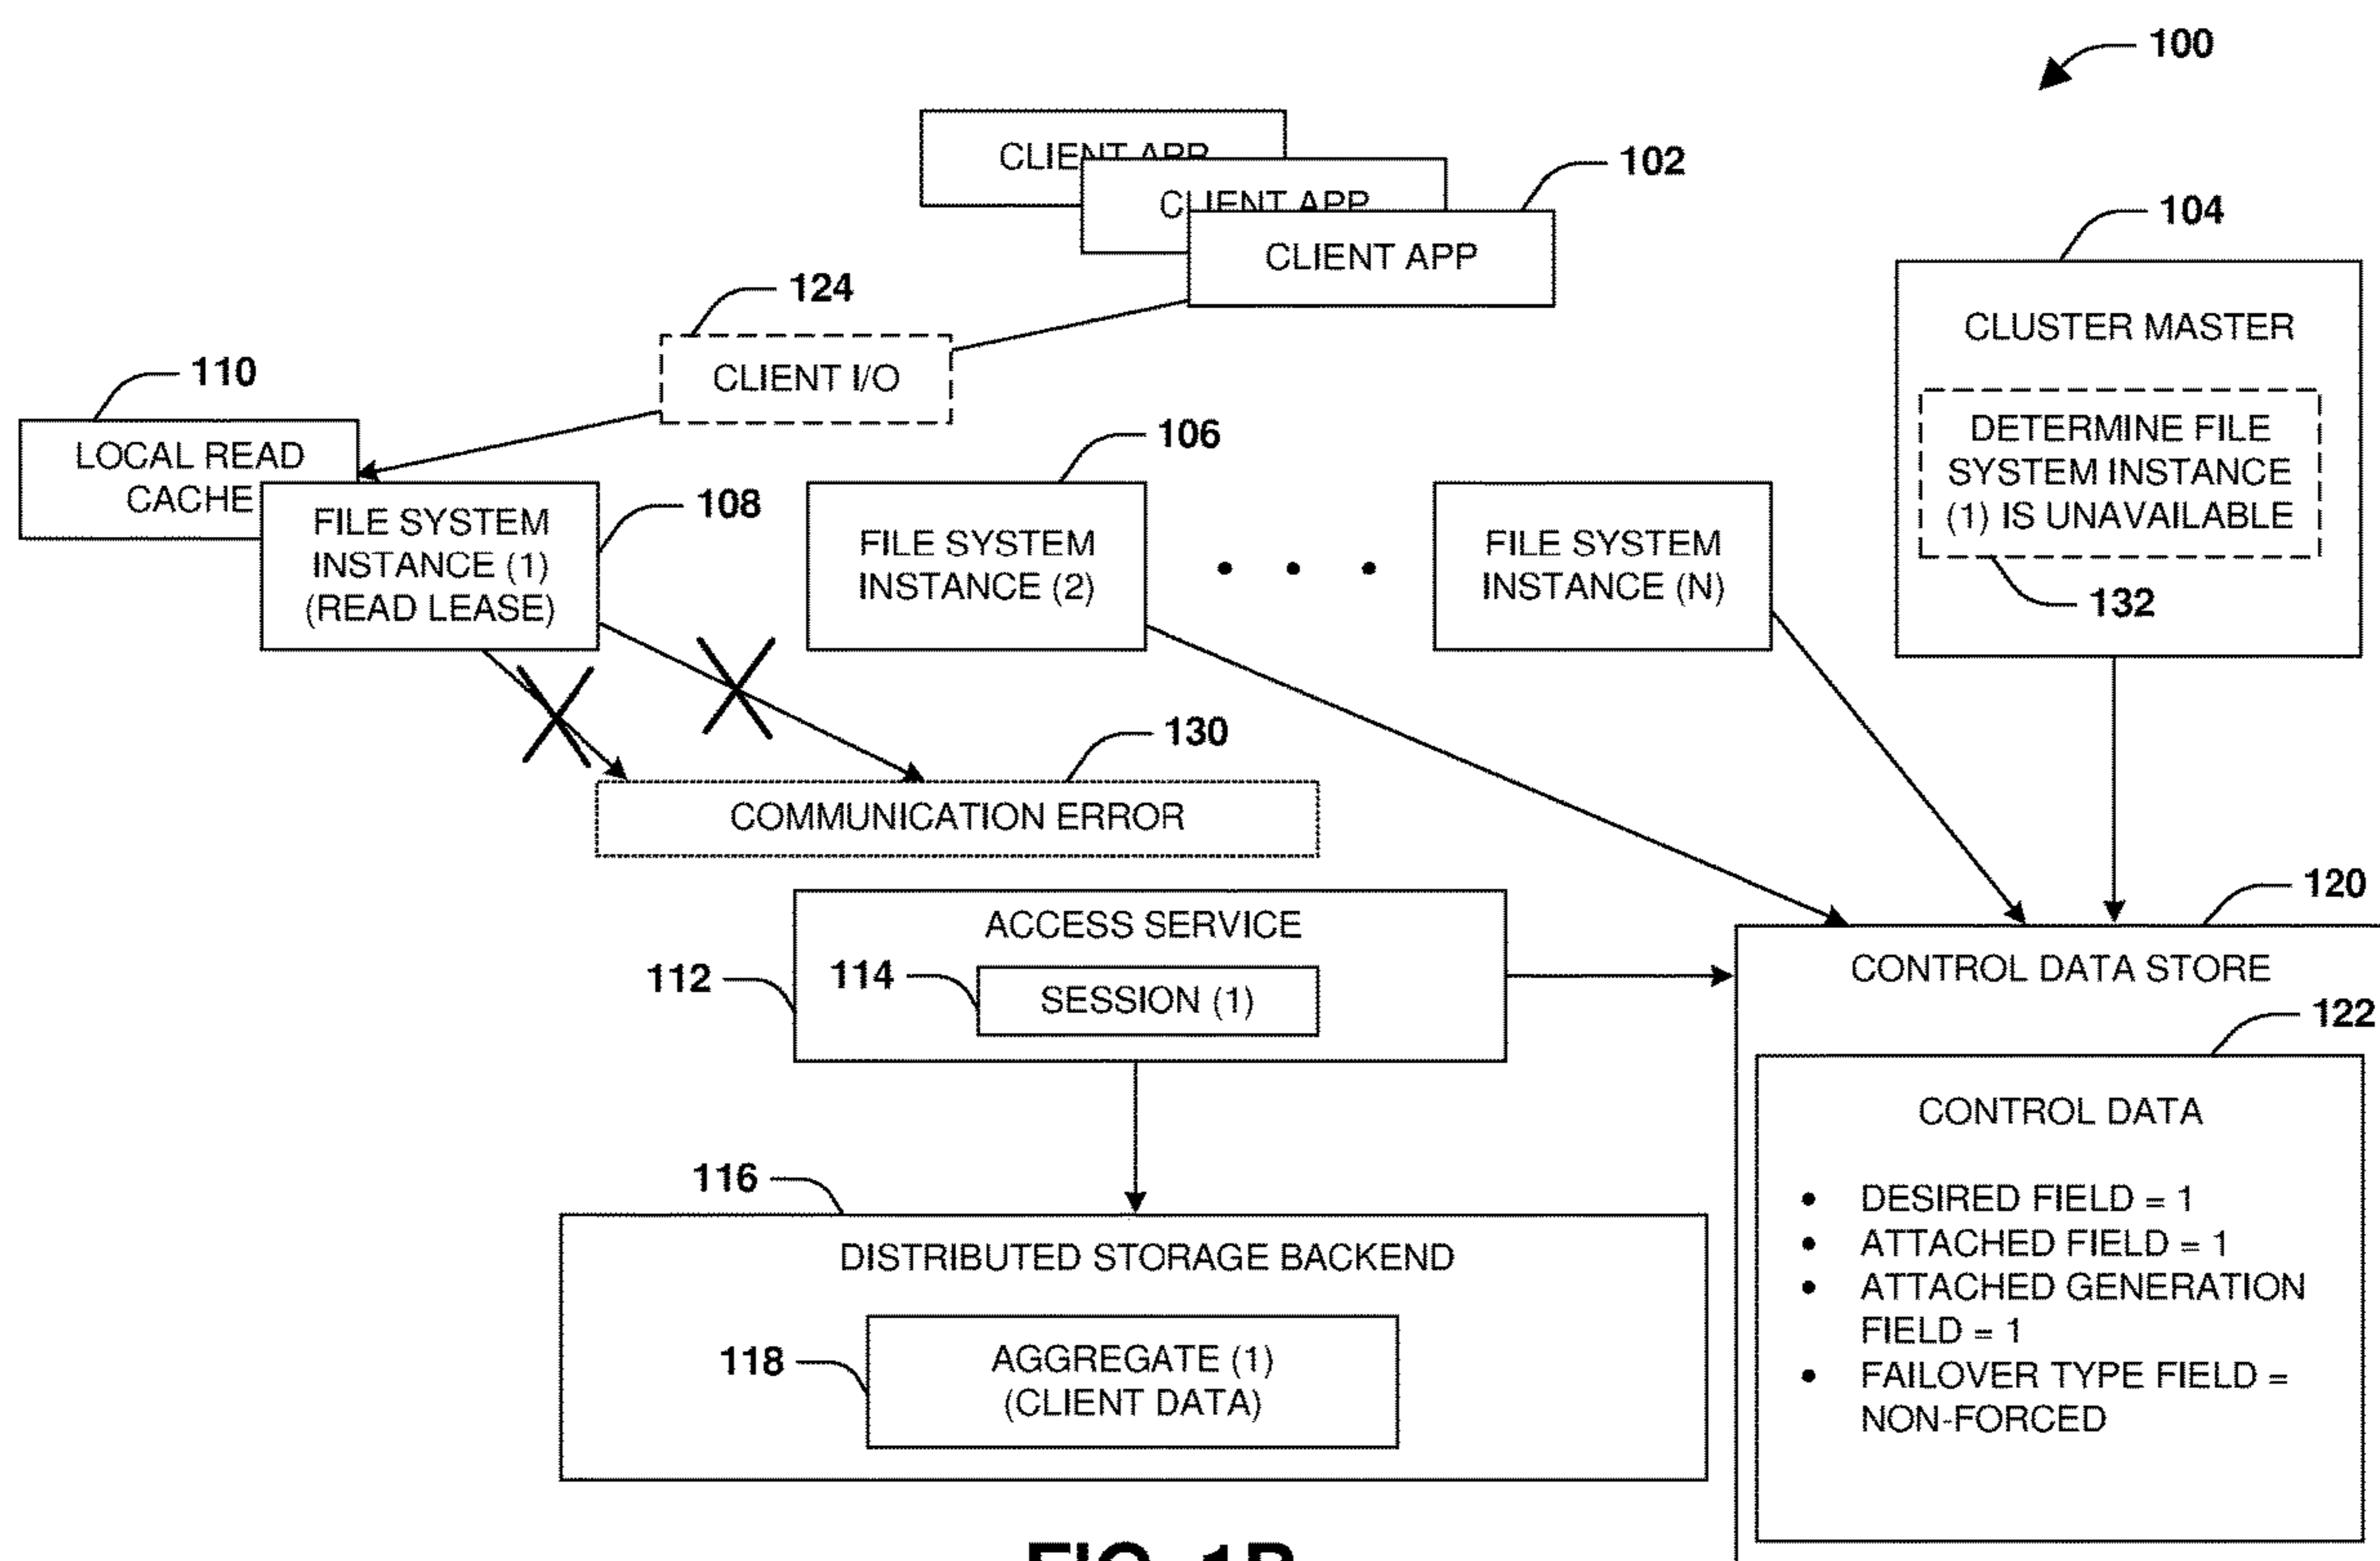 100
CLIENT APP
CLIENT APP
102
CLIENT APP
104
124
CLIENT I/O
CLUSTER MASTER
110
LOCAL READ
CACHE
106
DETERMINE FILE
SYSTEM INSTANCE
(1) IS UNAVAILABLE
132
108
FILE SYSTEM
INSTANCE (1)
(READ LEASE)
FILE SYSTEM
INSTANCE (2)
• • •
FILE SYSTEM
INSTANCE (N)
130
COMMUNICATION ERROR
120
ACCESS SERVICE
112
114
SESSION (1)
CONTROL DATA STORE
122
CONTROL DATA
• DESIRED FIELD = 1
• ATTACHED FIELD = 1
• ATTACHED GENERATION
FIELD = 1
• FAILOVER TYPE FIELD =
NON-FORCED
116
DISTRIBUTED STORAGE BACKEND
118
AGGREGATE (1)
(CLIENT DATA)
FIG. 1B